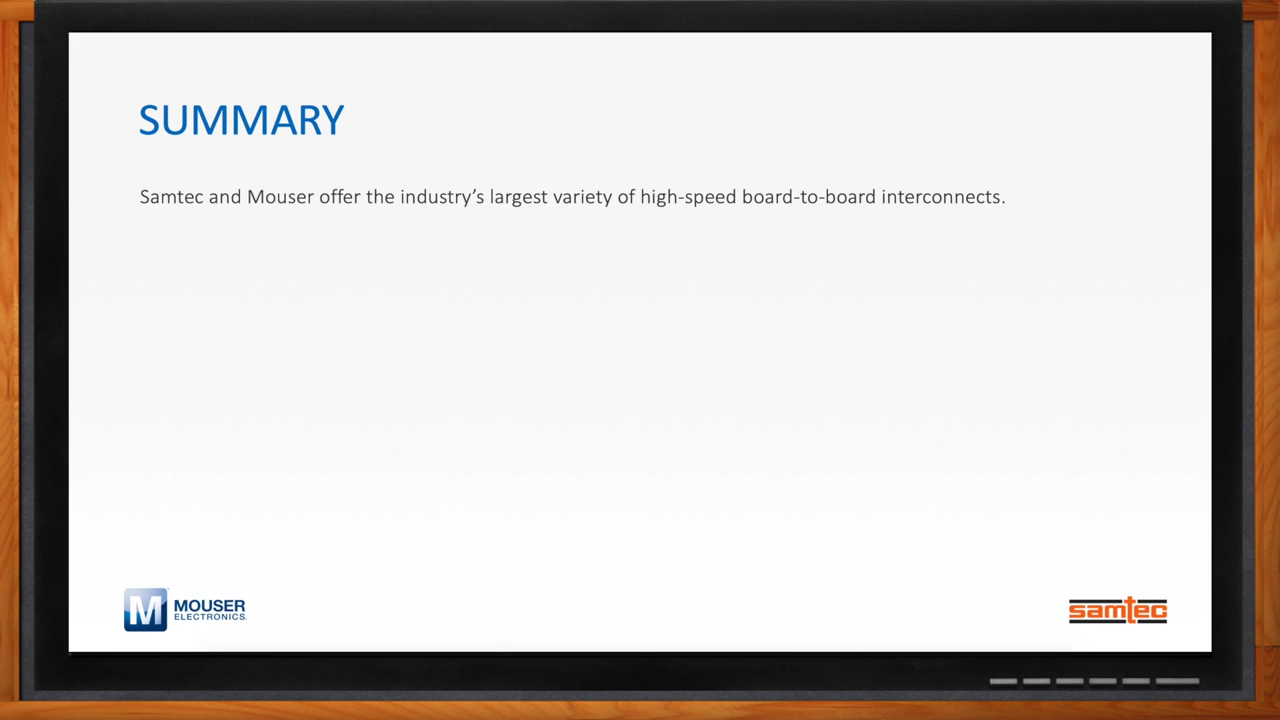 SUMMARY
Samtec and Mouser offer the industry’s largest variety of high-speed board-to-board interconnects.
M MOUSER
ELECTRONICS
samtec